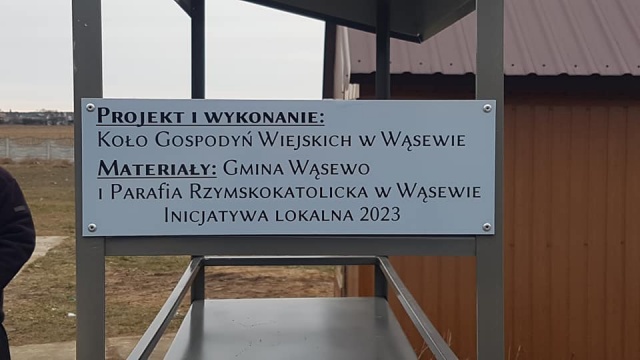 Projekt i wykonanie:
Koło Gospodyń Wiejskich w Wąsewie
Materiały: Gmina Wąsewo
i Parafia Rzymskokatolicka w Wąsewie
Inicjatywa lokalna 2023